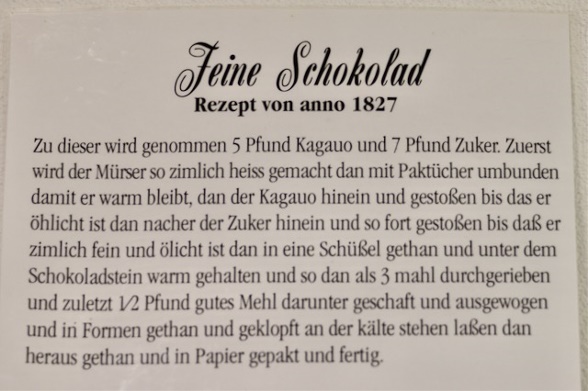 Feine Schokolad
Rezept von anno 1827
Zu dieser wird genommen 5 Pfund Kagauo und 7 Pfund Zuker. Zuerst
wird der Mürser so zimlich heiss gemacht dan mit Paktücher umbunden
damit er warm bleibt, dan der Kagauo hinein und gestoßen bis das er
öhlicht ist dan nacher der Zuker hinein und so fort gestoßen bis daß er
zimlich fein und ölicht ist dan in eine Schüßel gethan und unter dem
Schokoladstein warm gehalten und so dan als 3 mahl durchgerieben
und zuletzt 1/2 Pfund gutes Mehl darunter geschaft und ausgewogen
und in Formen gethan und geklopft an der kälte stehen laßen dan
heraus gethan und in Papier gepakt und fertig.